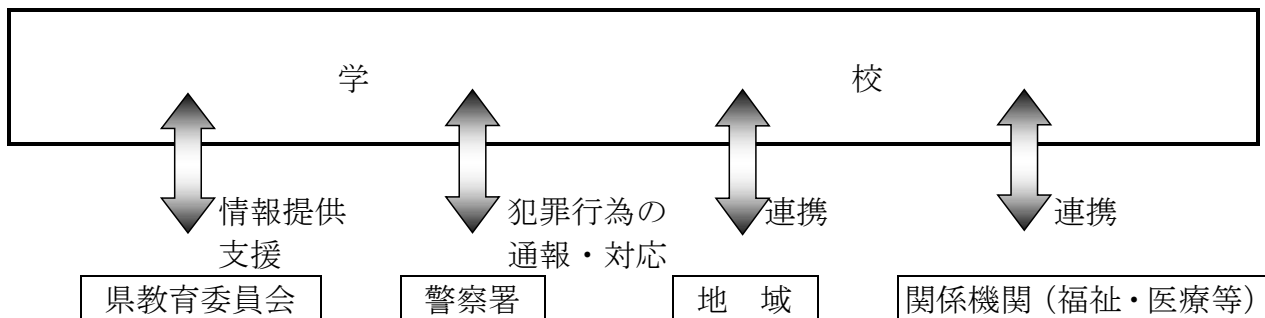 学　校
情報提供
支援
犯罪行為の
通報・対応
連携
連携
県教育委員会
警察署
地　域
関係機関（福祉・医療等）